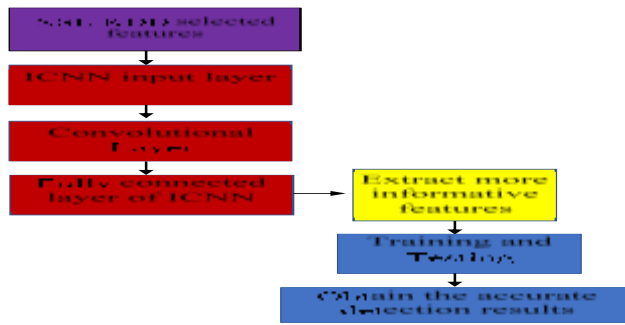 NSL-KDD selected
features
ICNN input layer
Convolutional
Layer
Fully connected
layer of ICNN
Extract more
informative
features
Training and
Testing
Obtain the accurate
detection results